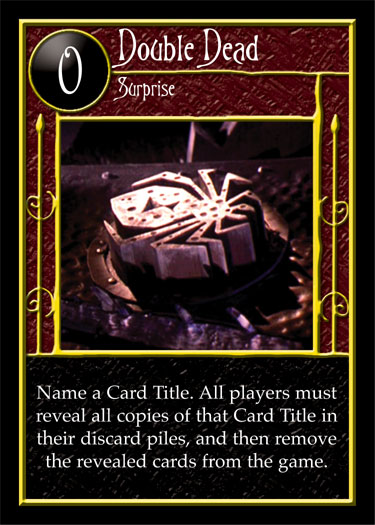 0
Double Dead
Surprise
Name a Card Title. All players must
reveal all copies of that Card Title in
their discard piles, and then remove
the revealed cards from the game.